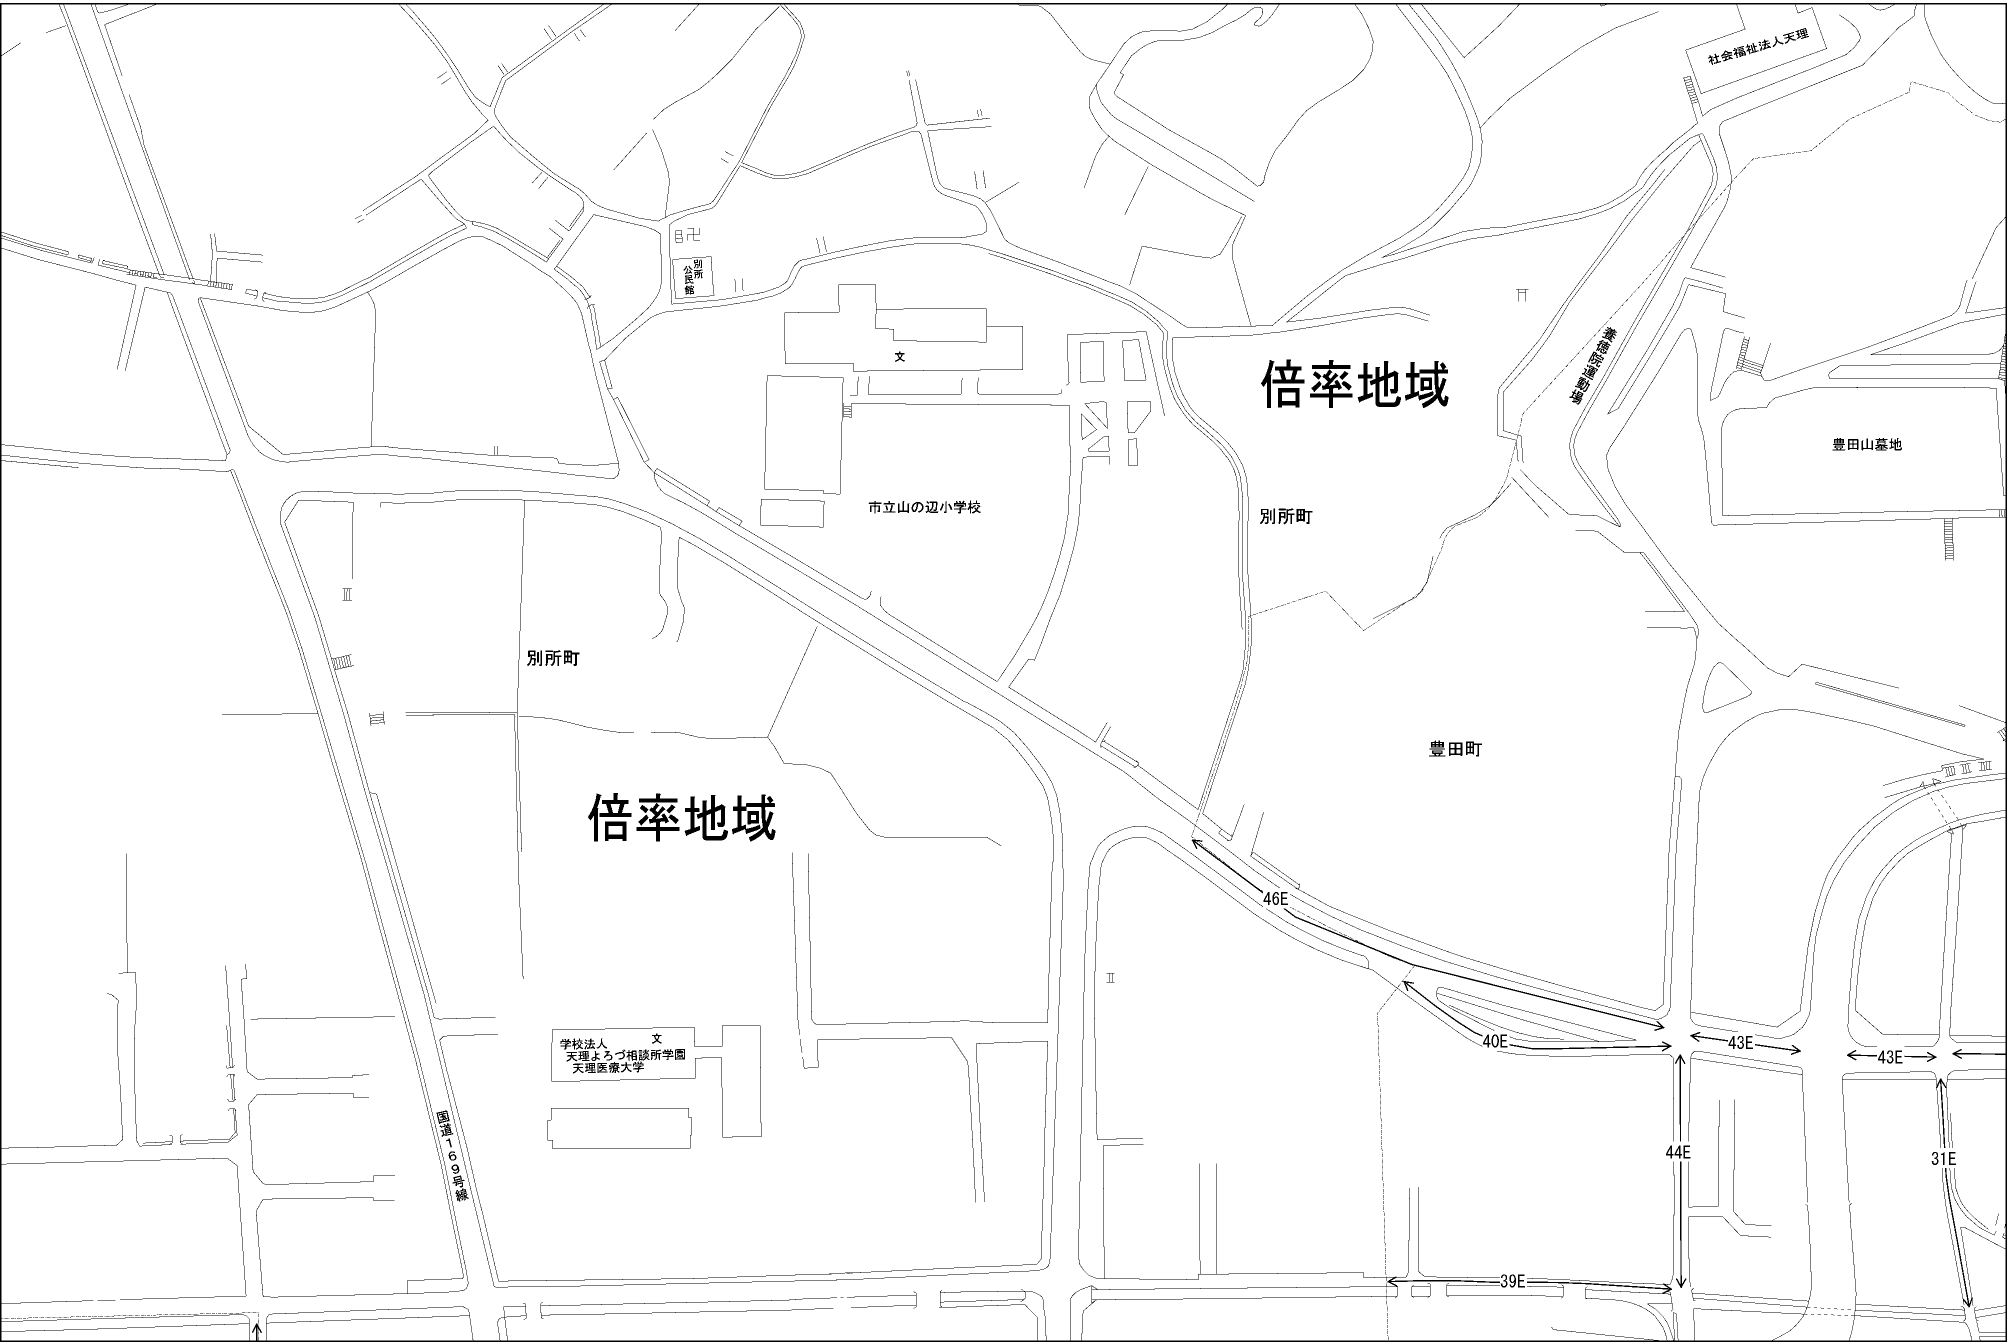 社会福祉法人天理
別所
公民館
文
倍率地域
養徳院運動場
豊田山墓地
市立山の辺小学校
別所町
別所町
豊田町
倍率地域
46E
40E
43E
43E
学校法人 文
天理よろづ相談所学園
天理医療大学
国道169号線
44E
31E
39E